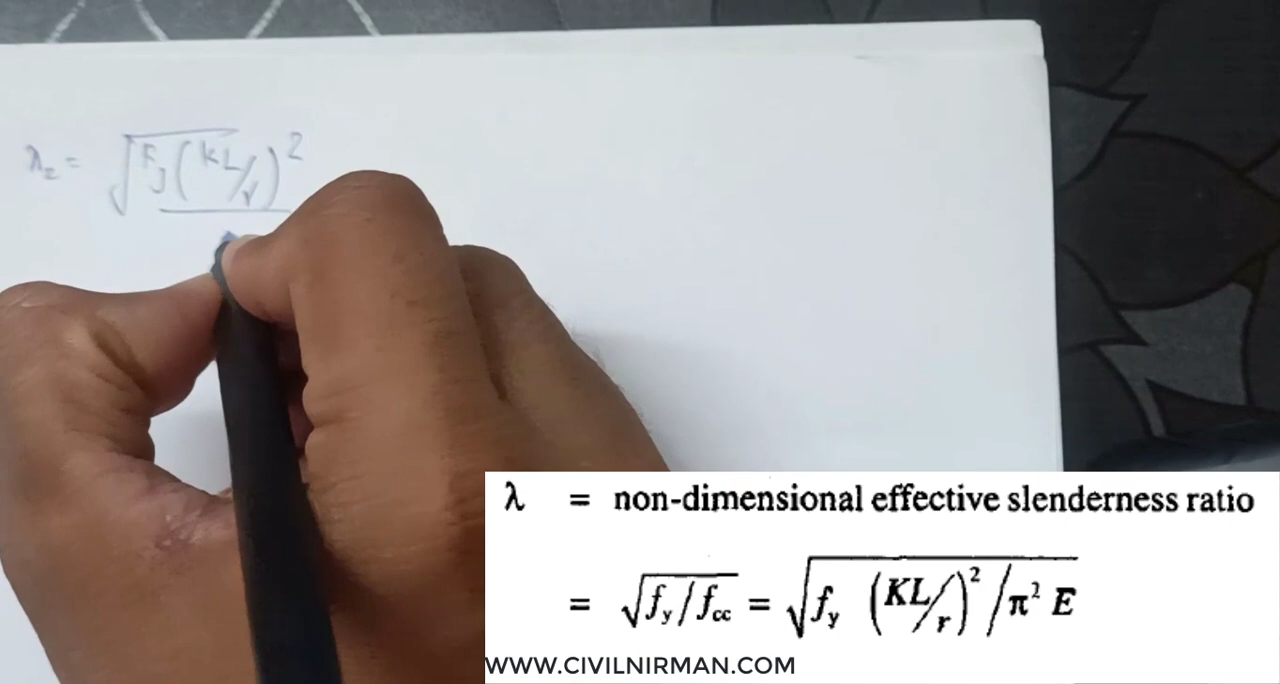 λz = √fy(KL/r)²
λ = non-dimensional effective slenderness ratio
= √fy/fcc = √fy (KL/r)²/π² E
WWW.CIVILNIRMAN.COM